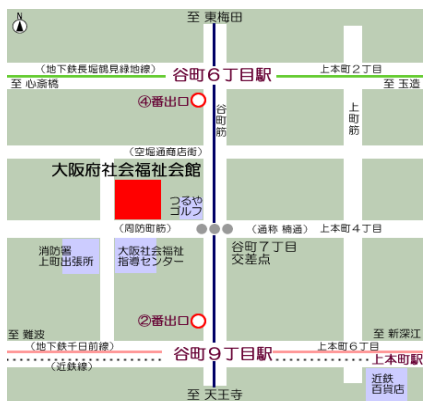 至 東梅田
N
(地下鉄長堀鶴見緑地線)
谷町6丁目駅
上本町2丁目
至 心斎橋
至 玉造
④番出口
谷町筋
上町筋
(空堀通商店街)
大阪府社会福祉会館
つるや
ゴルフ
(周防町筋)
(通称 楠通)
上本町4丁目
消防署
上町出張所
大阪社会福祉
指導センター
谷町7丁目
交差点
②番出口
至 難波
至 新深江
(地下鉄千日前線)
谷町9丁目駅
上本町6丁目
(近鉄線)
上本町駅
近鉄
百貨店
至 天王寺